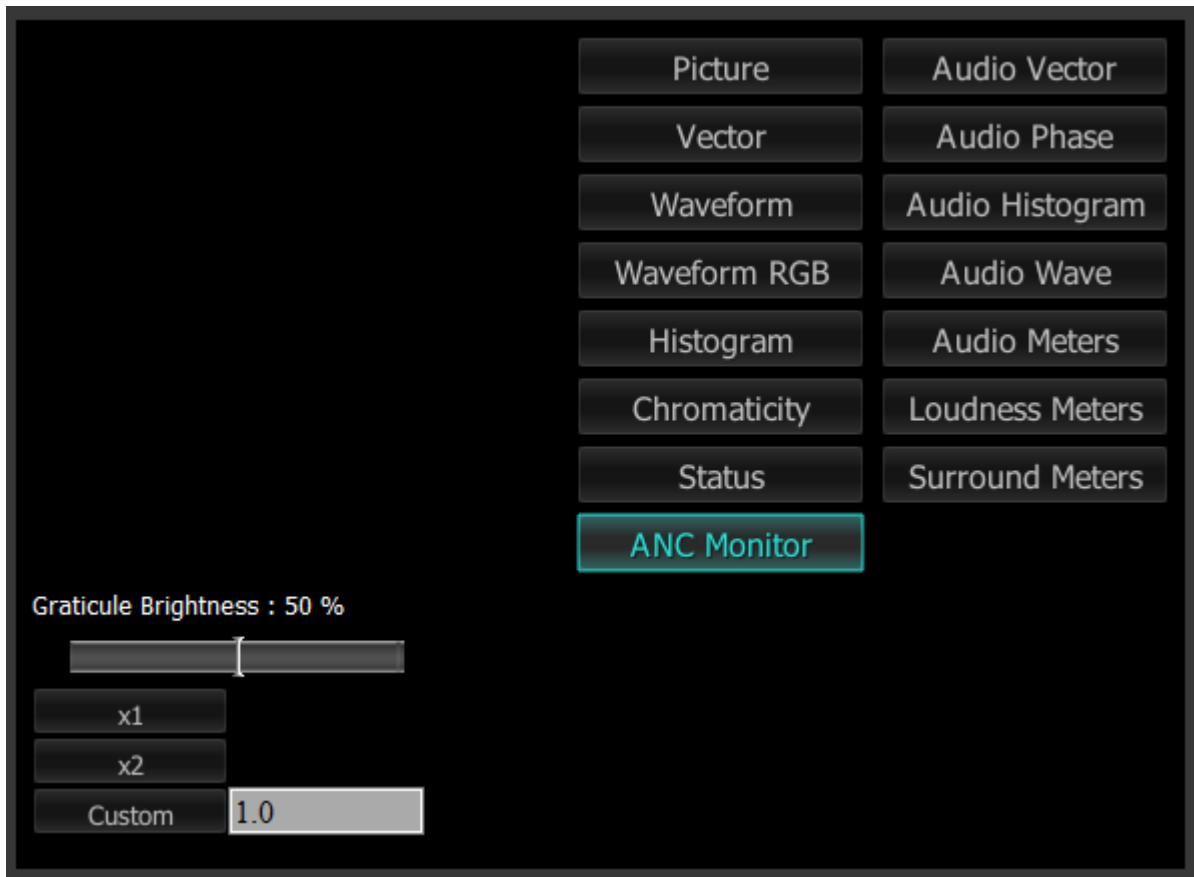 Picture
Audio Vector
Vector
Audio Phase
Waveform
Audio Histogram
Waveform RGB
Audio Wave
Histogram
Audio Meters
Chromaticity
Loudness Meters
Status
Surround Meters
ANC Monitor
Graticule Brightness : 50 %
x1
x2
Custom
1.0